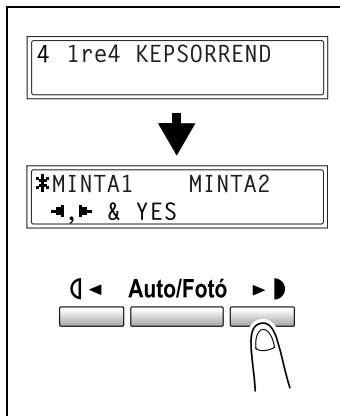 4 1re4 KEPSORREND
*MINTA1 MINTA2
◄,► & YES
◄ Auto/Fotó ►